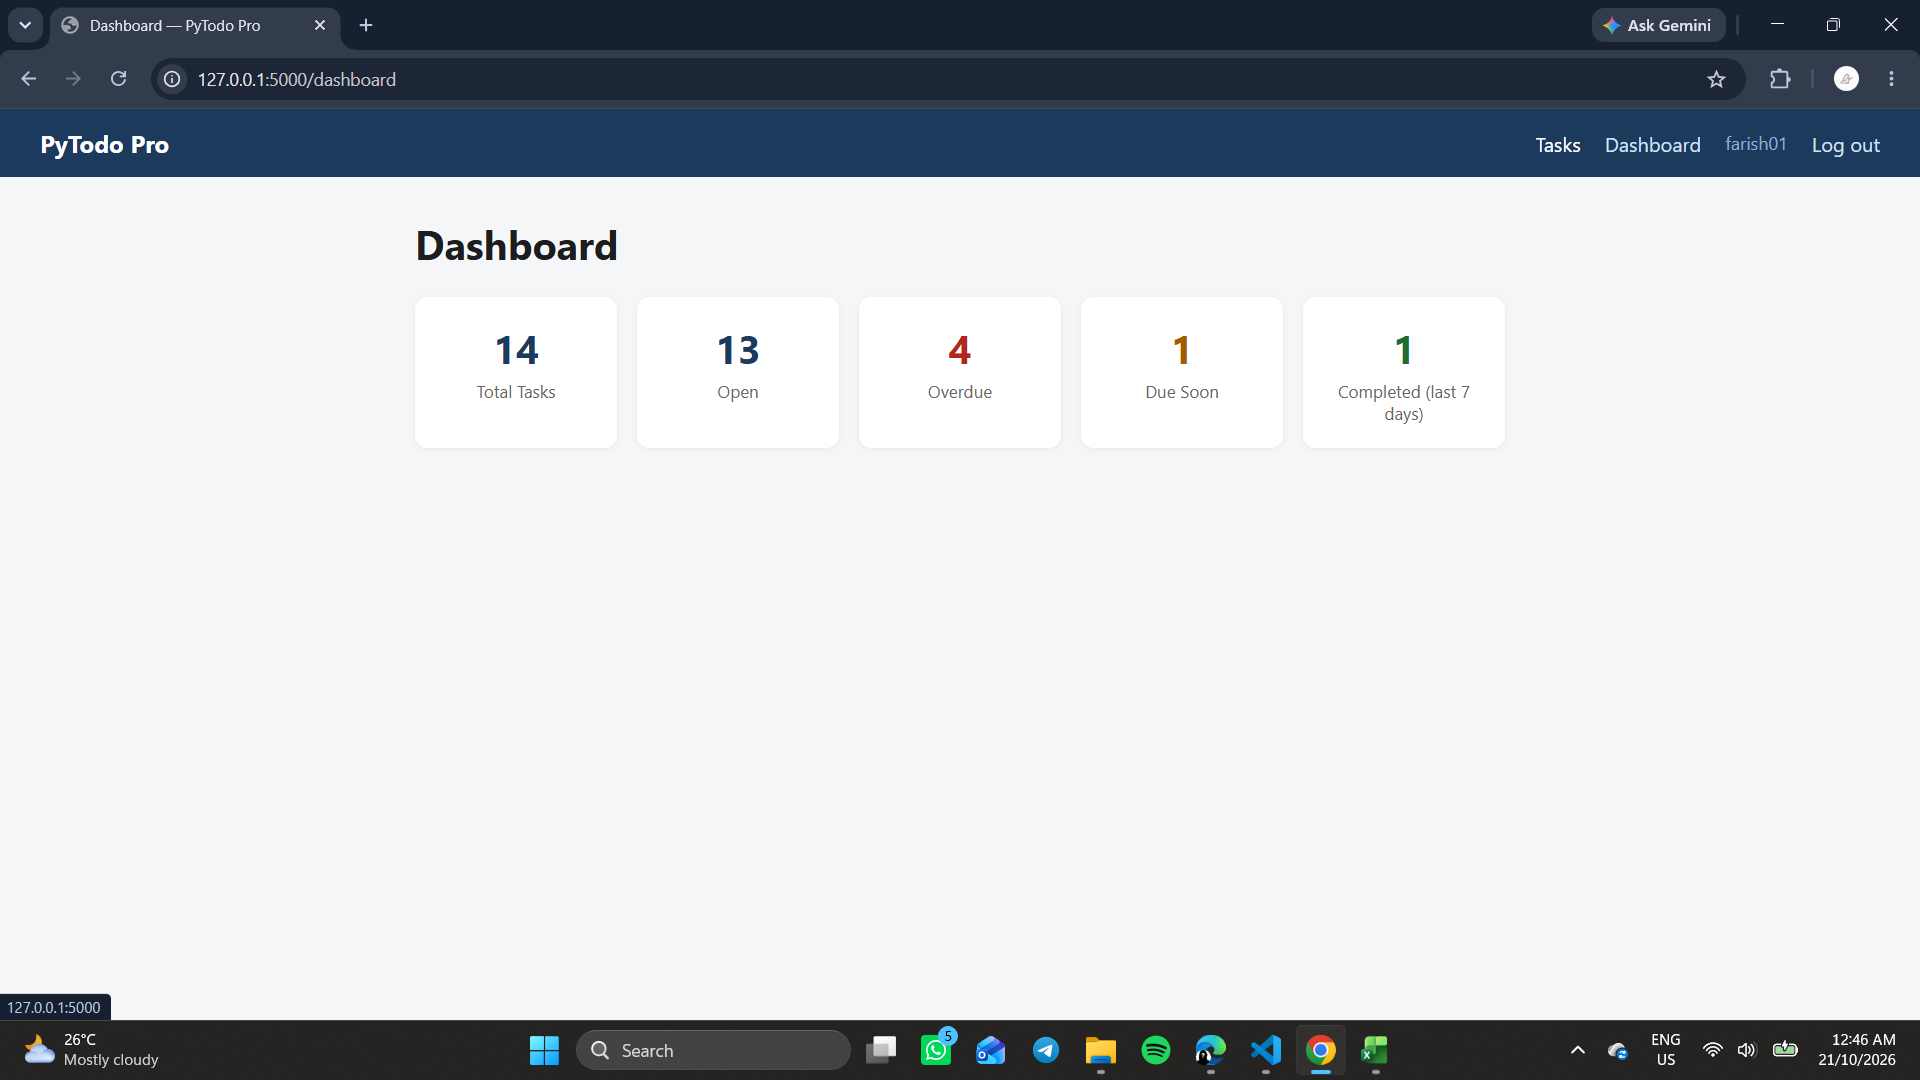 Dashboard — PyTodo Pro
Ask Gemini
127.0.0.1:5000/dashboard
PyTodo Pro
Tasks
Dashboard
farish01
Log out
Dashboard
14
Total Tasks
13
Open
4
Overdue
1
Due Soon
1
Completed (last 7
days)
127.0.0.1:5000
26°C
Mostly cloudy
Search
5
ENG
US
12:46 AM
21/10/2026